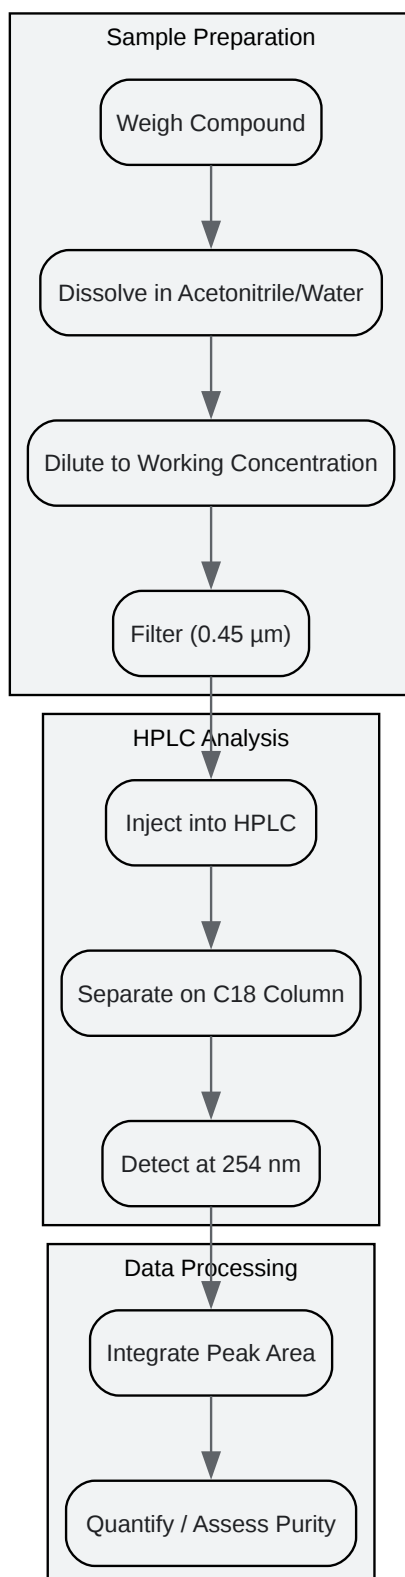 Sample Preparation
Weigh Compound
Dissolve in Acetonitrile/Water
Dilute to Working Concentration
Filter (0.45 µm)
HPLC Analysis
Inject into HPLC
Separate on C18 Column
Detect at 254 nm
Data Processing
Integrate Peak Area
Quantify / Assess Purity